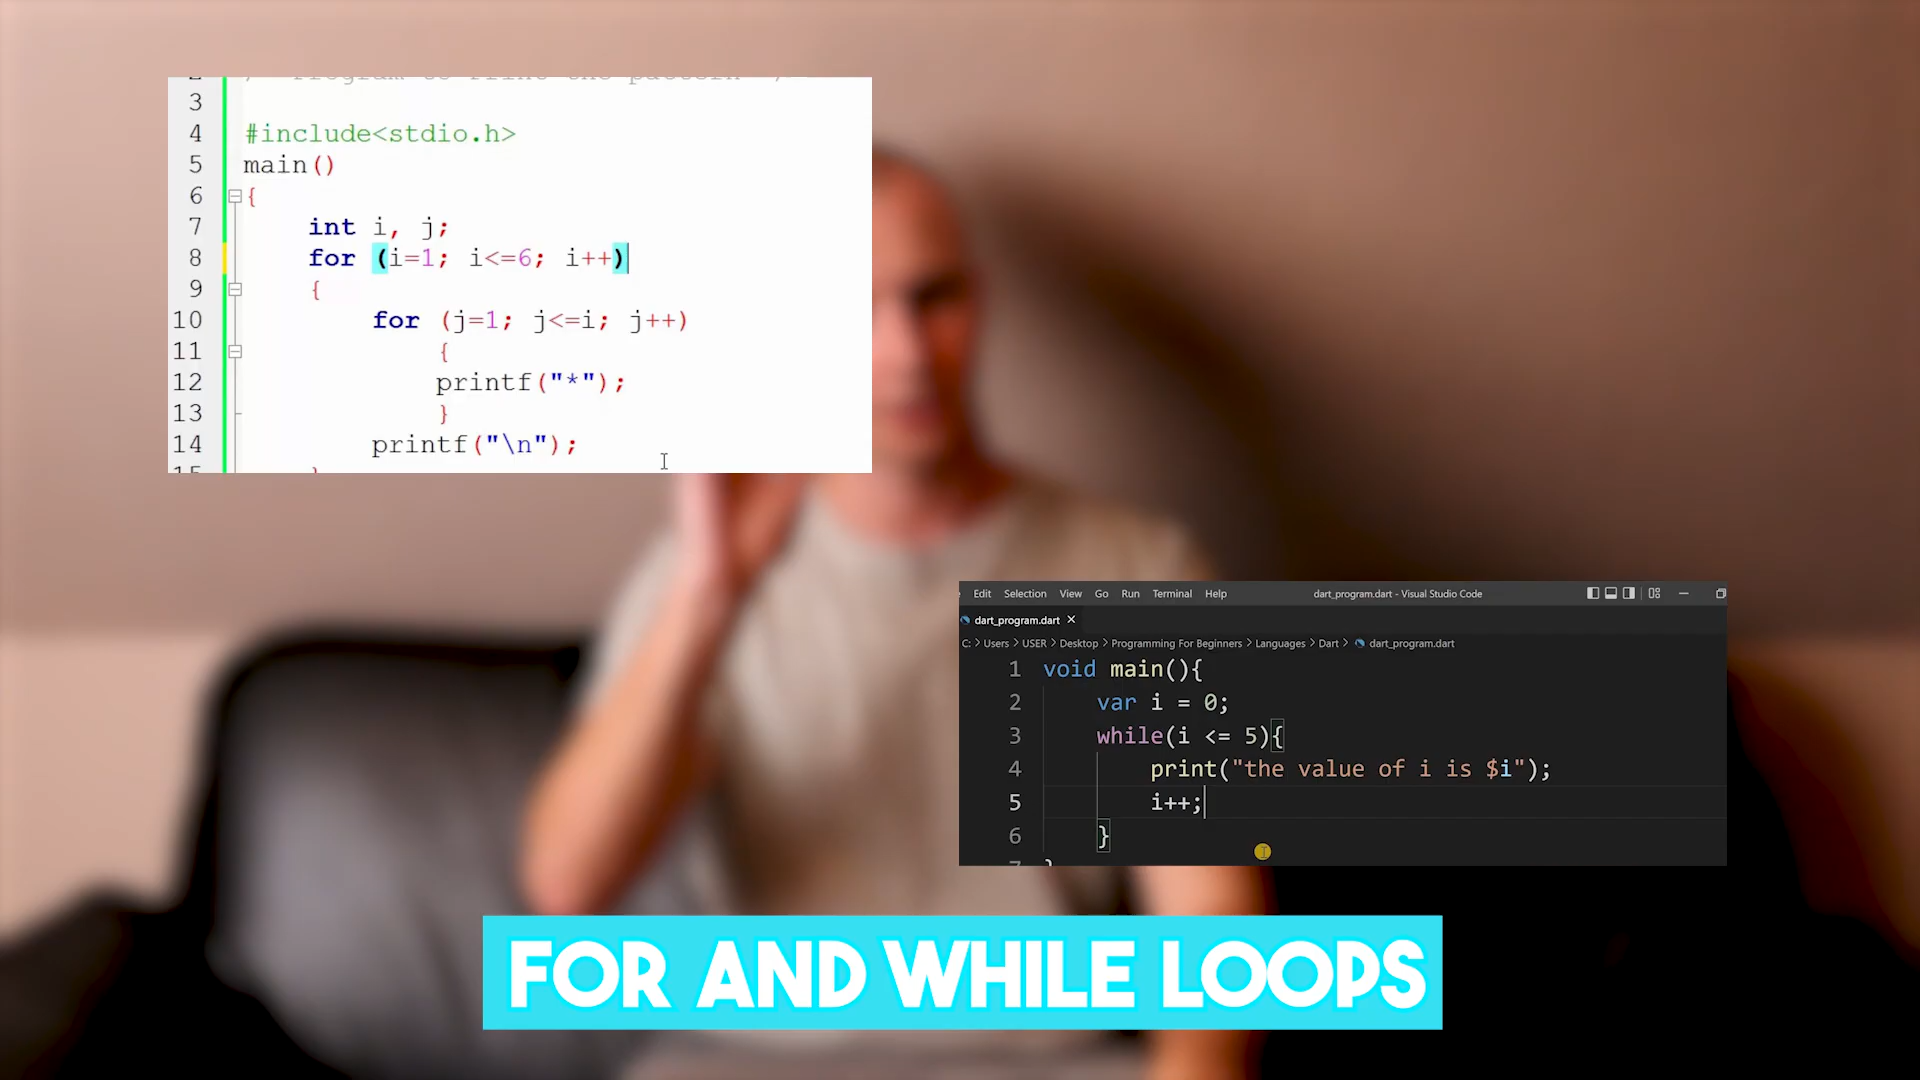 3
4 #include<stdio.h>
5 main()
6 {
7 int i, j;
8 for (i=1; i<=6; i++)
9 {
10 for (j=1; j<=i; j++)
11 {
12 printf("*");
13 }
14 printf("\n");
Edit Selection View Go Run Terminal Help dart_program.dart - Visual Studio Code
dart_program.dart
C: > Users > USER > Desktop > Programming For Beginners > Languages > Dart > dart_program.dart
1 void main(){
2 var i = 0;
3 while(i <= 5){
4 print("the value of i is $i");
5 i++;
6 }
FOR AND WHILE LOOPS